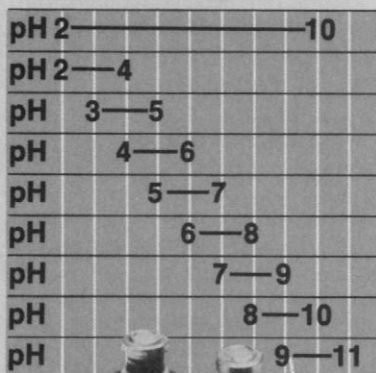 pH 2—10
pH 2—4
pH 3—5
pH 4—6
pH 5—7
pH 6—8
pH 7—9
pH 8—10
pH 9—11